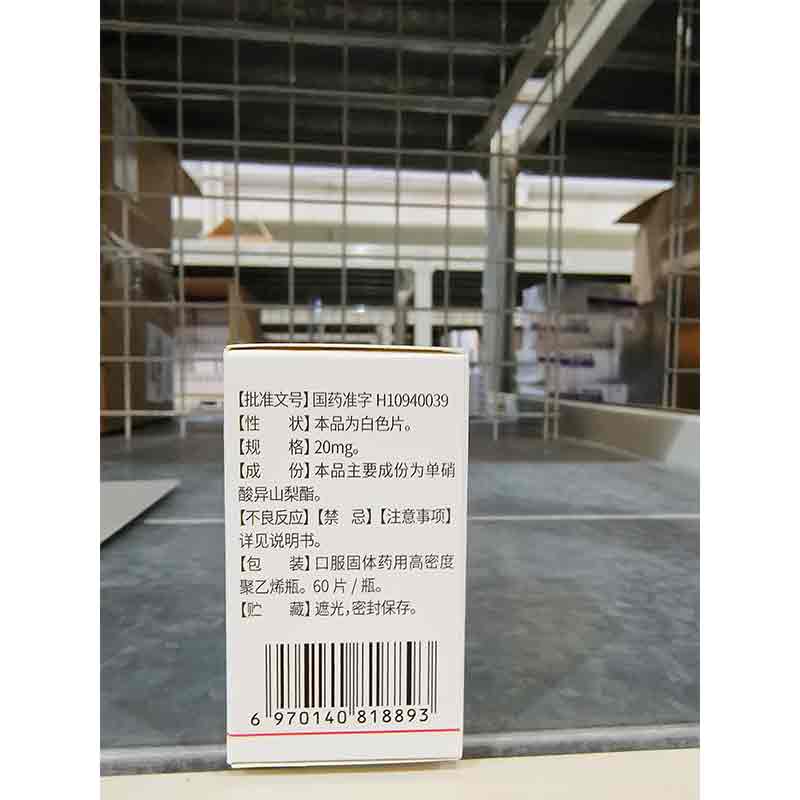 【批准文号】国药准字 H10940039
【性 状】本品为白色片。
【规 格】20mg。
【成 份】本品主要成份为单硝
酸异山梨酯。
【不良反应】【禁 忌】【注意事项】
详见说明书。
【包 装】口服固体药用高密度
聚乙烯瓶。60 片 / 瓶。
【贮 藏】遮光,密封保存。
6 970140 818893